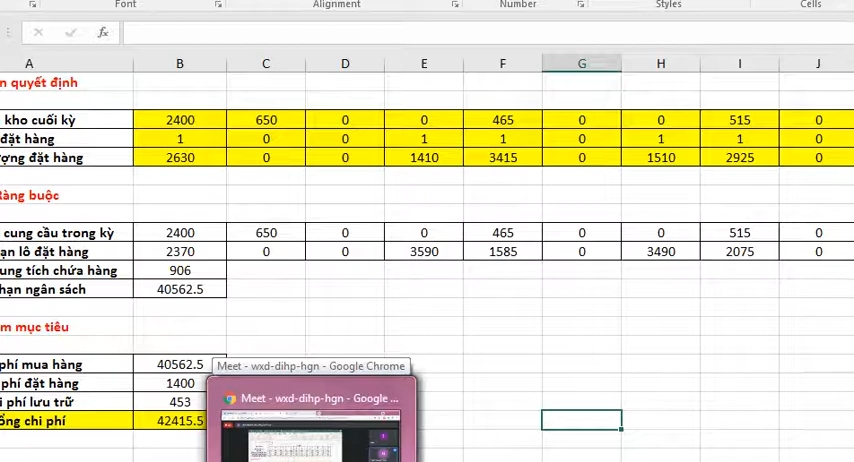 Font Alignment Number Styles Cells
fx
A B C D E F G H I J
n quyết định
kho cuối kỳ 2400 650 0 0 465 0 0 515 0
đặt hàng 1 0 0 1 1 0 1 1 0
ợng đặt hàng 2630 0 0 1410 3415 0 1510 2925 0
Ràng buộc
cung cầu trong kỳ 2400 650 0 0 465 0 0 515 0
ạn lô đặt hàng 2370 0 0 3590 1585 0 3490 2075 0
ung tích chứa hàng 906
hạn ngân sách 40562.5
m mục tiêu
phí mua hàng 40562.5
Meet - wxd-dihp-hgn - Google Chrome
phí đặt hàng 1400
i phí lưu trữ 453
Meet - wxd-dihp-hgn - Google ...
ổng chi phí 42415.5